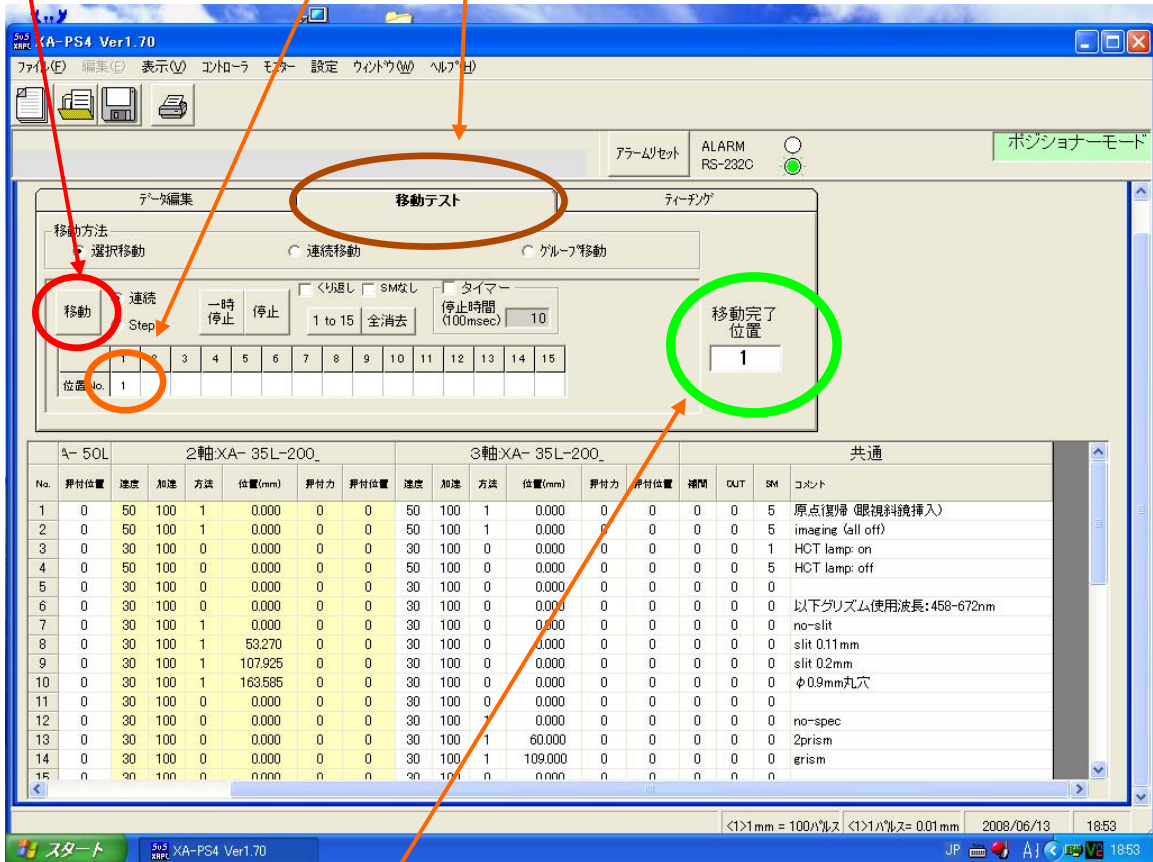 XA-PS4 Ver1.70
ファイル(F) 編集(E) 表示(V) コントローラ モニター 設定 ウィンドウ(W) ヘルプ(H)
アラームリセット ALARM
RS-232C
ポジショナーモード
データ編集 移動テスト ティーチング
移動方法
選択移動 連続移動 グループ移動
移動 連続 Step 一時停止 停止 くり返し SMなし 1 to 15 全消去 タイマー 停止時間 (100msec) 10
移動完了位置
1
1 2 3 4 5 6 7 8 9 10 11 12 13 14 15
位置No. 1
A- 50L 2軸:XA- 35L-200_ 3軸:XA- 35L-200_ 共通
No. 押付位置 速度 加速 方法 位置(mm) 押付力 押付位置 速度 加速 方法 位置(mm) 押付力 押付位置 補間 OUT SM コメント
1 0 50 100 1 0.000 0 0 50 100 1 0.000 0 0 0 0 5 原点復帰 (眼視斜鏡挿入)
2 0 50 100 1 0.000 0 0 50 100 1 0.000 0 0 0 0 5 imaging (all off)
3 0 30 100 0 0.000 0 0 30 100 0 0.000 0 0 0 0 1 HCT lamp: on
4 0 50 100 0 0.000 0 0 50 100 0 0.000 0 0 0 0 5 HCT lamp: off
5 0 30 100 0 0.000 0 0 30 100 0 0.000 0 0 0 0 0
6 0 30 100 0 0.000 0 0 30 100 0 0.000 0 0 0 0 0 以下グリズム使用波長:458-672nm
7 0 30 100 1 0.000 0 0 30 100 0 0.000 0 0 0 0 0 no-slit
8 0 30 100 1 53.270 0 0 30 100 0 0.000 0 0 0 0 0 slit 0.11mm
9 0 30 100 1 107.925 0 0 30 100 0 0.000 0 0 0 0 0 slit 0.2mm
10 0 30 100 1 163.585 0 0 30 100 0 0.000 0 0 0 0 0 φ0.9mm丸穴
11 0 30 100 0 0.000 0 0 30 100 0 0.000 0 0 0 0 0
12 0 30 100 0 0.000 0 0 30 100 1 0.000 0 0 0 0 0 no-spec
13 0 30 100 0 0.000 0 0 30 100 1 60.000 0 0 0 0 0 2prism
14 0 30 100 0 0.000 0 0 30 100 1 109.000 0 0 0 0 0 grism
15 0 30 100 0 0.000 0 0 30 100 0 0.000 0 0 0 0 0
<1>1mm = 100パルス <1>1パルス= 0.01mm 2008/06/13 18:53
スタート XA-PS4 Ver1.70 JP 18:53